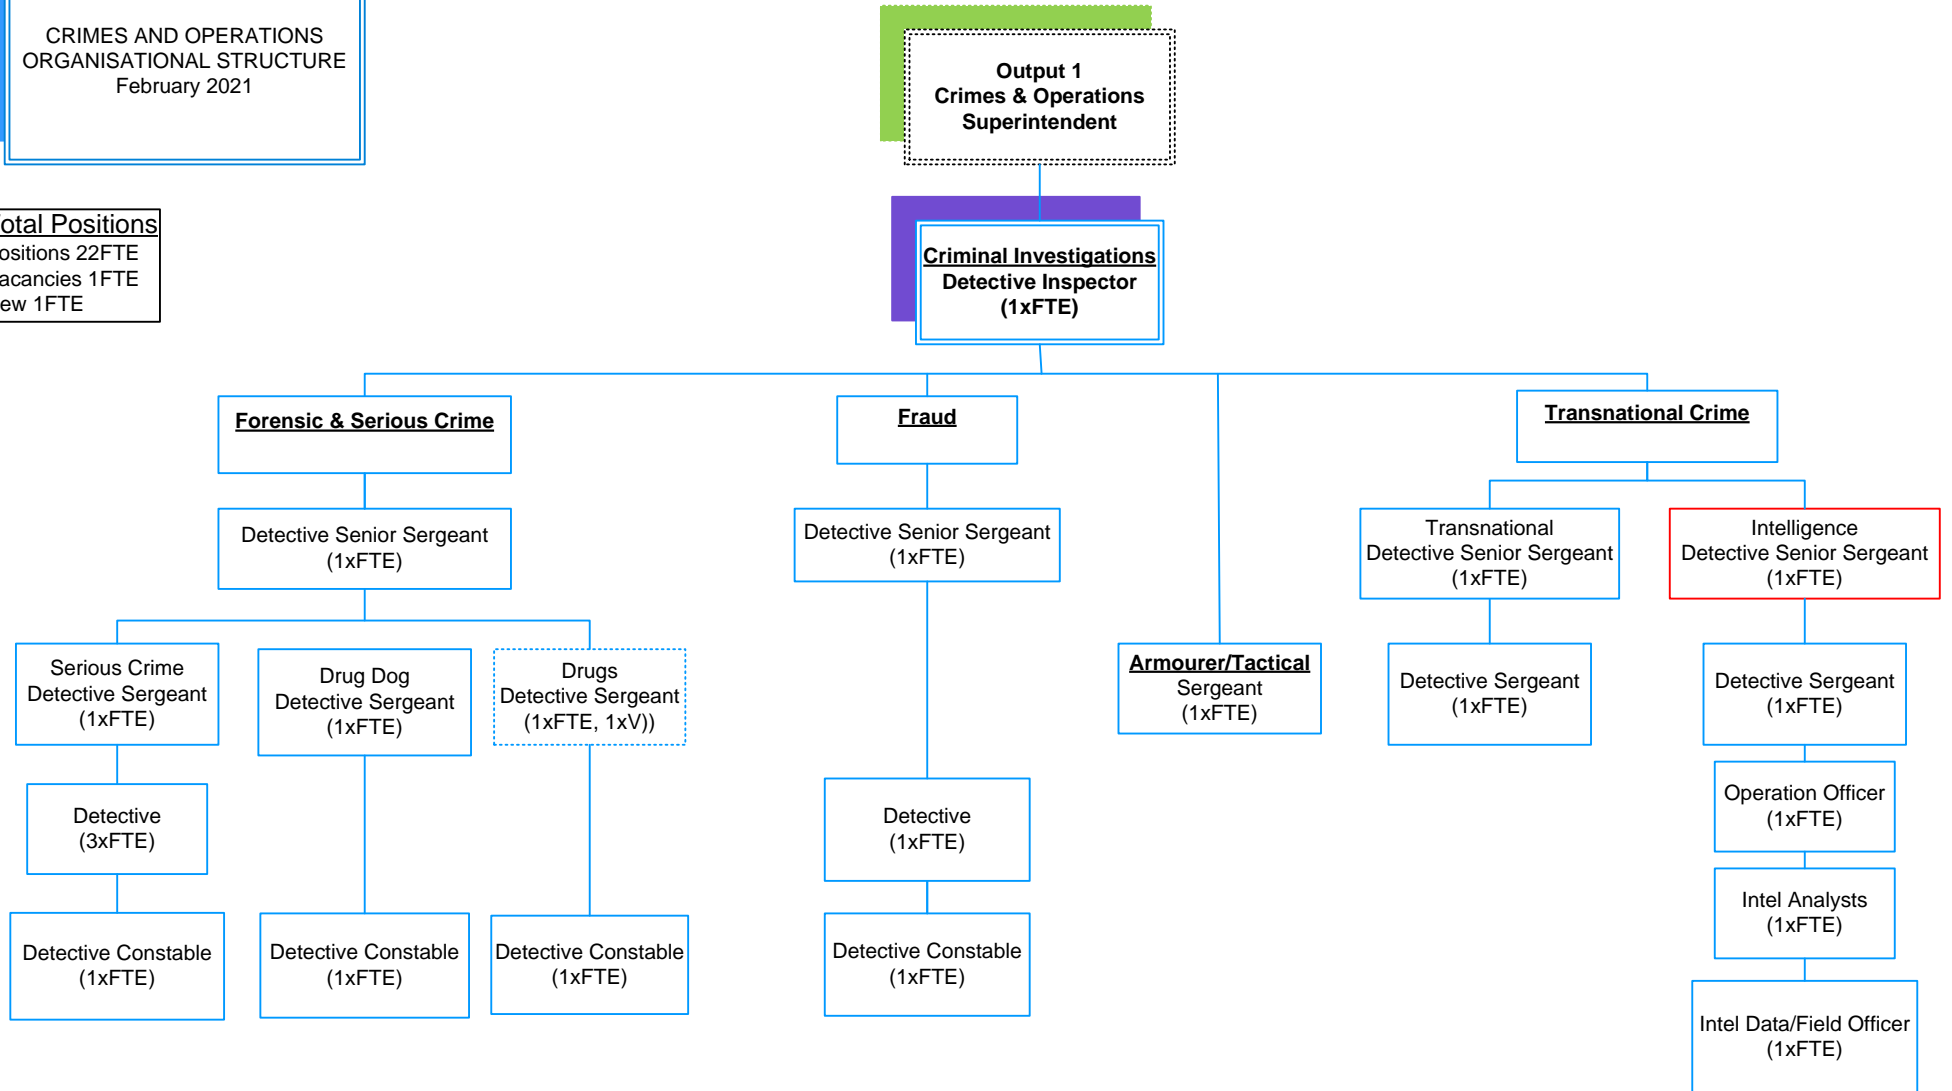 CRIMES AND OPERATIONS
ORGANISATIONAL STRUCTURE
February 2021
Output 1
Crimes & Operations
Superintendent
otal Positions
ositions 22FTE
acancies 1FTE
ew 1FTE
Criminal Investigations
Detective Inspector
(1xFTE)
Forensic & Serious Crime
Fraud
Transnational Crime
Detective Senior Sergeant
(1xFTE)
Detective Senior Sergeant
(1xFTE)
Transnational
Detective Senior Sergeant
(1xFTE)
Intelligence
Detective Senior Sergeant
(1xFTE)
Serious Crime
Detective Sergeant
(1xFTE)
Drug Dog
Detective Sergeant
(1xFTE)
Drugs
Detective Sergeant
(1xFTE, 1xV))
Armourer/Tactical
Sergeant
(1xFTE)
Detective Sergeant
(1xFTE)
Detective Sergeant
(1xFTE)
Detective
(3xFTE)
Detective
(1xFTE)
Operation Officer
(1xFTE)
Intel Analysts
(1xFTE)
Detective Constable
(1xFTE)
Detective Constable
(1xFTE)
Detective Constable
(1xFTE)
Detective Constable
(1xFTE)
Intel Data/Field Officer
(1xFTE)